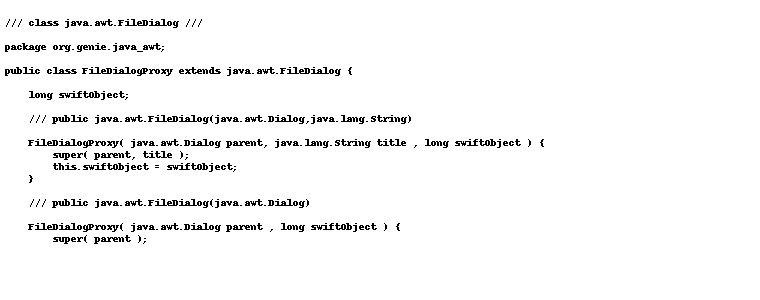 /// class java.awt.FileDialog ///
package org.genie.java_awt;
public class FileDialogProxy extends java.awt.FileDialog {
long swiftObject;
/// public java.awt.FileDialog(java.awt.Dialog,java.lang.String)
FileDialogProxy( java.awt.Dialog parent, java.lang.String title , long swiftObject ) {
super( parent, title );
this.swiftObject = swiftObject;
}
/// public java.awt.FileDialog(java.awt.Dialog)
FileDialogProxy( java.awt.Dialog parent , long swiftObject ) {
super( parent );